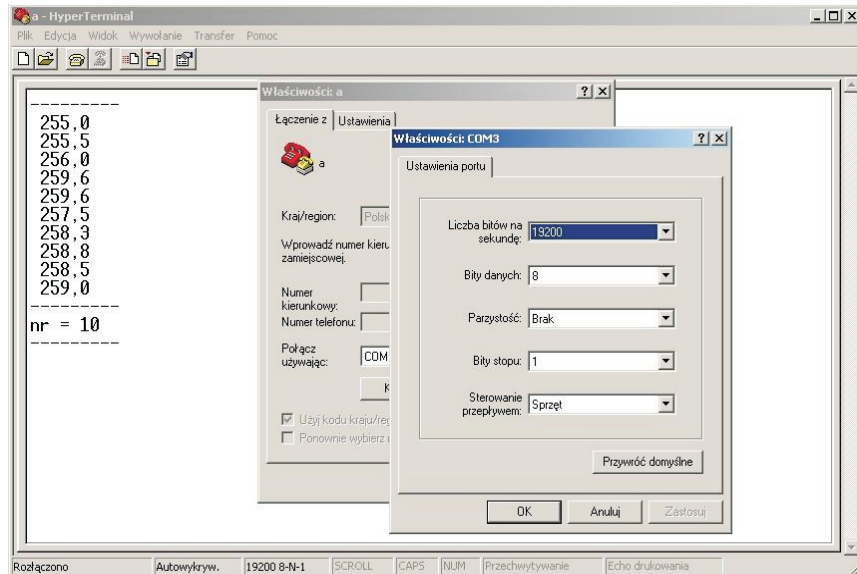 a - HyperTerminal
Plik Edycja Widok Wywołanie Transfer Pomoc
---------
255,0
255,5
256,0
259,6
259,6
257,5
258,3
258,8
258,5
259,0
---------
nr = 10
---------
Właściwości: a
Łączenie z Ustawienia
a
Kraj/region:
Wprowadź numer
zamiejscowej.
Numer
kierunkowy:
Numer telefonu:
Połącz
używając: COM
Użyj kodu
Ponownie wybierz
Właściwości: COM3
Ustawienia portu
Liczba bitów na
sekundę: 19200
Bity danych: 8
Parzystość: Brak
Bity stopu: 1
Sterowanie
przepływem: Sprzęt
Przywróć domyślne
OK Anuluj Zastosuj
Rozłączono Autowykryw. 19200 8-N-1 SCROLL CAPS NUM Przechwytywanie Echo drukowania